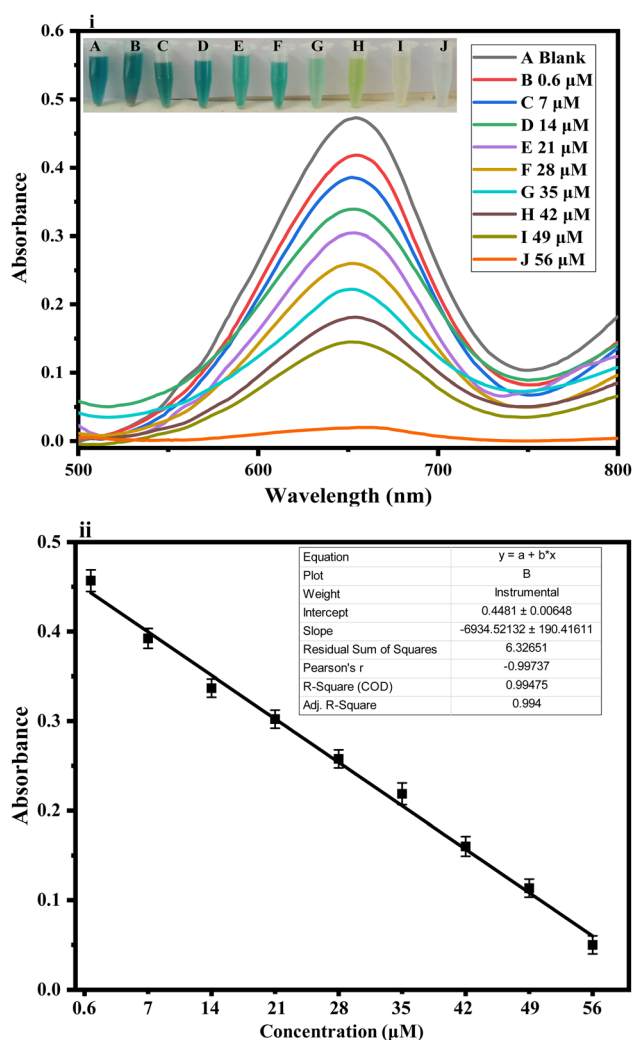 i
A B C D E F G H I J
A Blank
B 0.6 µM
C 7 µM
D 14 µM
E 21 µM
F 28 µM
G 35 µM
H 42 µM
I 49 µM
J 56 µM
0.6
0.5
0.4
0.3
0.2
0.1
0.0
Absorbance
500 600 700 800
Wavelength (nm)
ii
Equation y = a + b*x
Plot B
Weight Instrumental
Intercept 0.4481 ± 0.00648
Slope -6934.52132 ± 190.41611
Residual Sum of Squares 6.32651
Pearson's r -0.99737
R-Square (COD) 0.99475
Adj. R-Square 0.994
0.5
0.4
0.3
0.2
0.1
0.0
Absorbance
0.6 7 14 21 28 35 42 49 56
Concentration (µM)